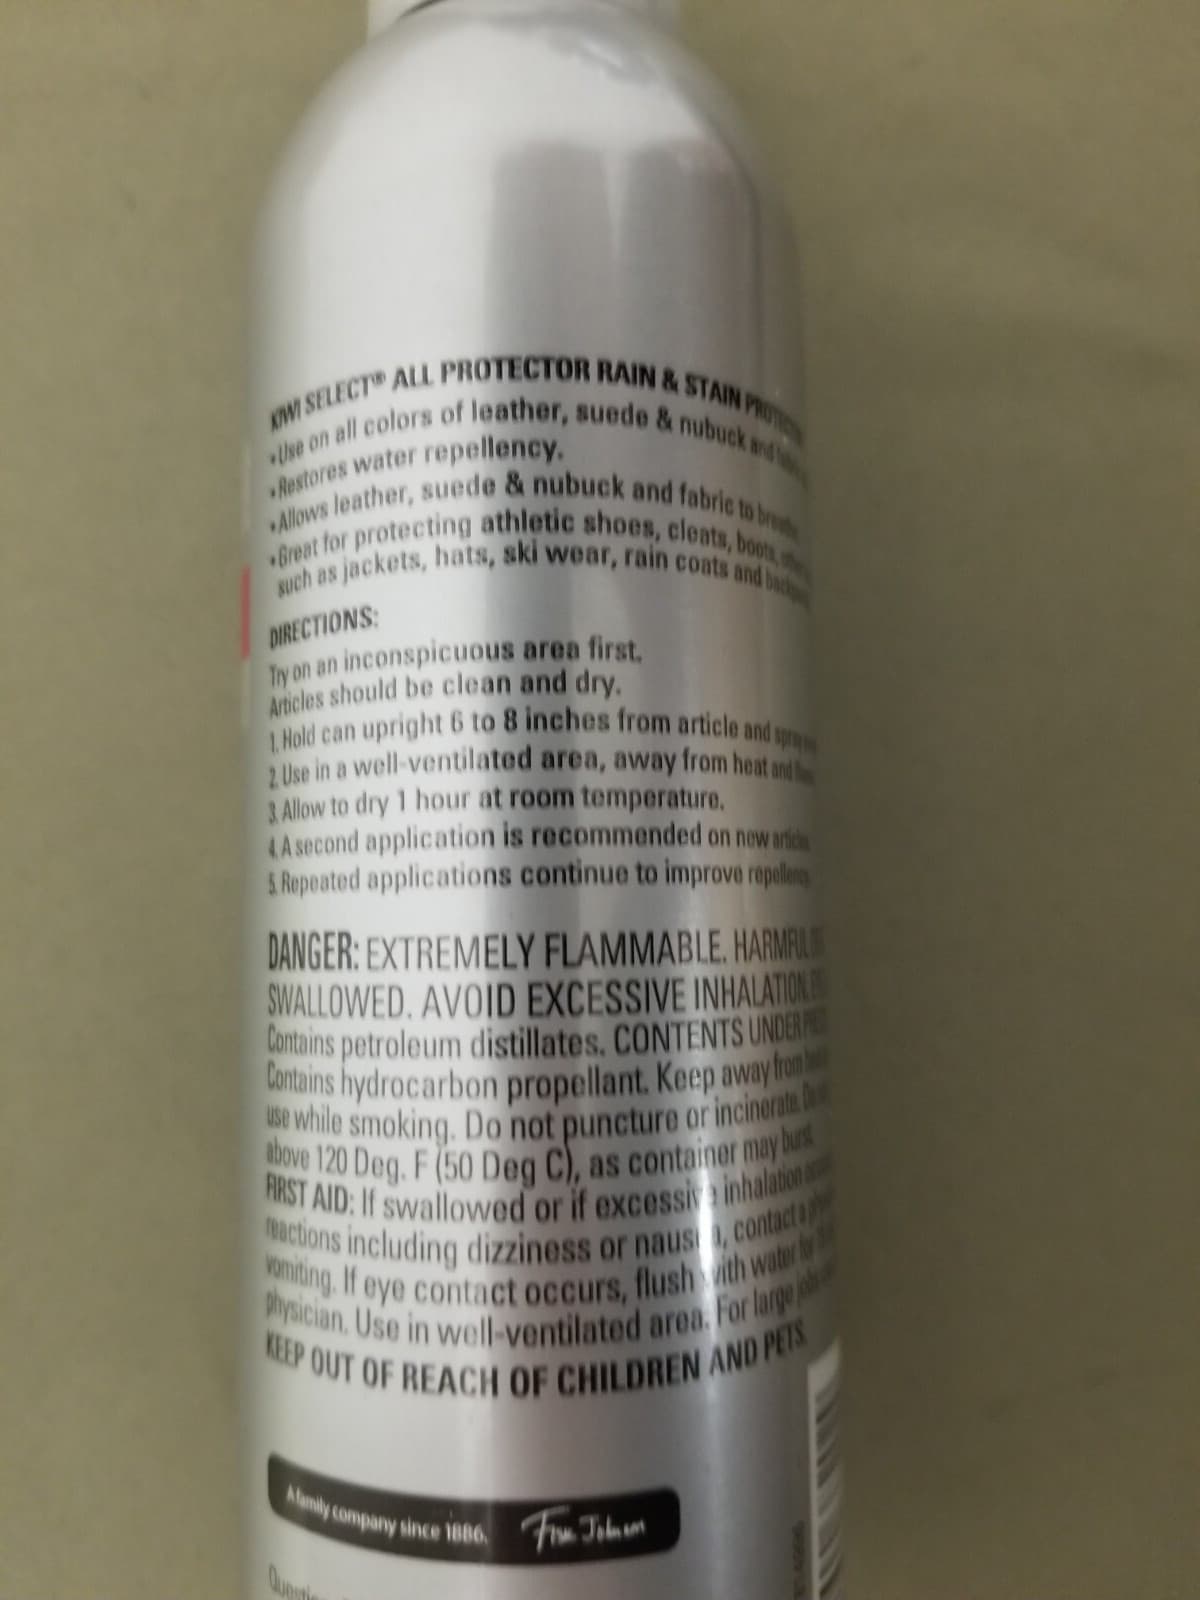 KIWI SELECT® ALL PROTECTOR RAIN & STAIN
•Use on all colors of leather, suede & nubuck and
•Restores water repellency.
•Allows leather, suede & nubuck and fabric to breathe
•Great for protecting athletic shoes, cleats, boots,
such as jackets, hats, ski wear, rain coats and
DIRECTIONS:
Try on an inconspicuous area first.
Articles should be clean and dry.
1. Hold can upright 6 to 8 inches from article and
2. Use in a well-ventilated area, away from heat and
3. Allow to dry 1 hour at room temperature.
4. A second application is recommended on new articles
5. Repeated applications continue to improve repellency
DANGER: EXTREMELY FLAMMABLE. HARMFUL
SWALLOWED. AVOID EXCESSIVE INHALATION.
Contains petroleum distillates. CONTENTS UNDER
Contains hydrocarbon propellant. Keep away from
use while smoking. Do not puncture or incinerate.
above 120 Deg. F (50 Deg C), as container may burst.
FIRST AID: If swallowed or if excessive inhalation
reactions including dizziness or nausea, contact a
vomiting. If eye contact occurs, flush with water for
physician. Use in well-ventilated area. For large jobs
KEEP OUT OF REACH OF CHILDREN AND PETS.
A family company since 1886. Fisk Johnson